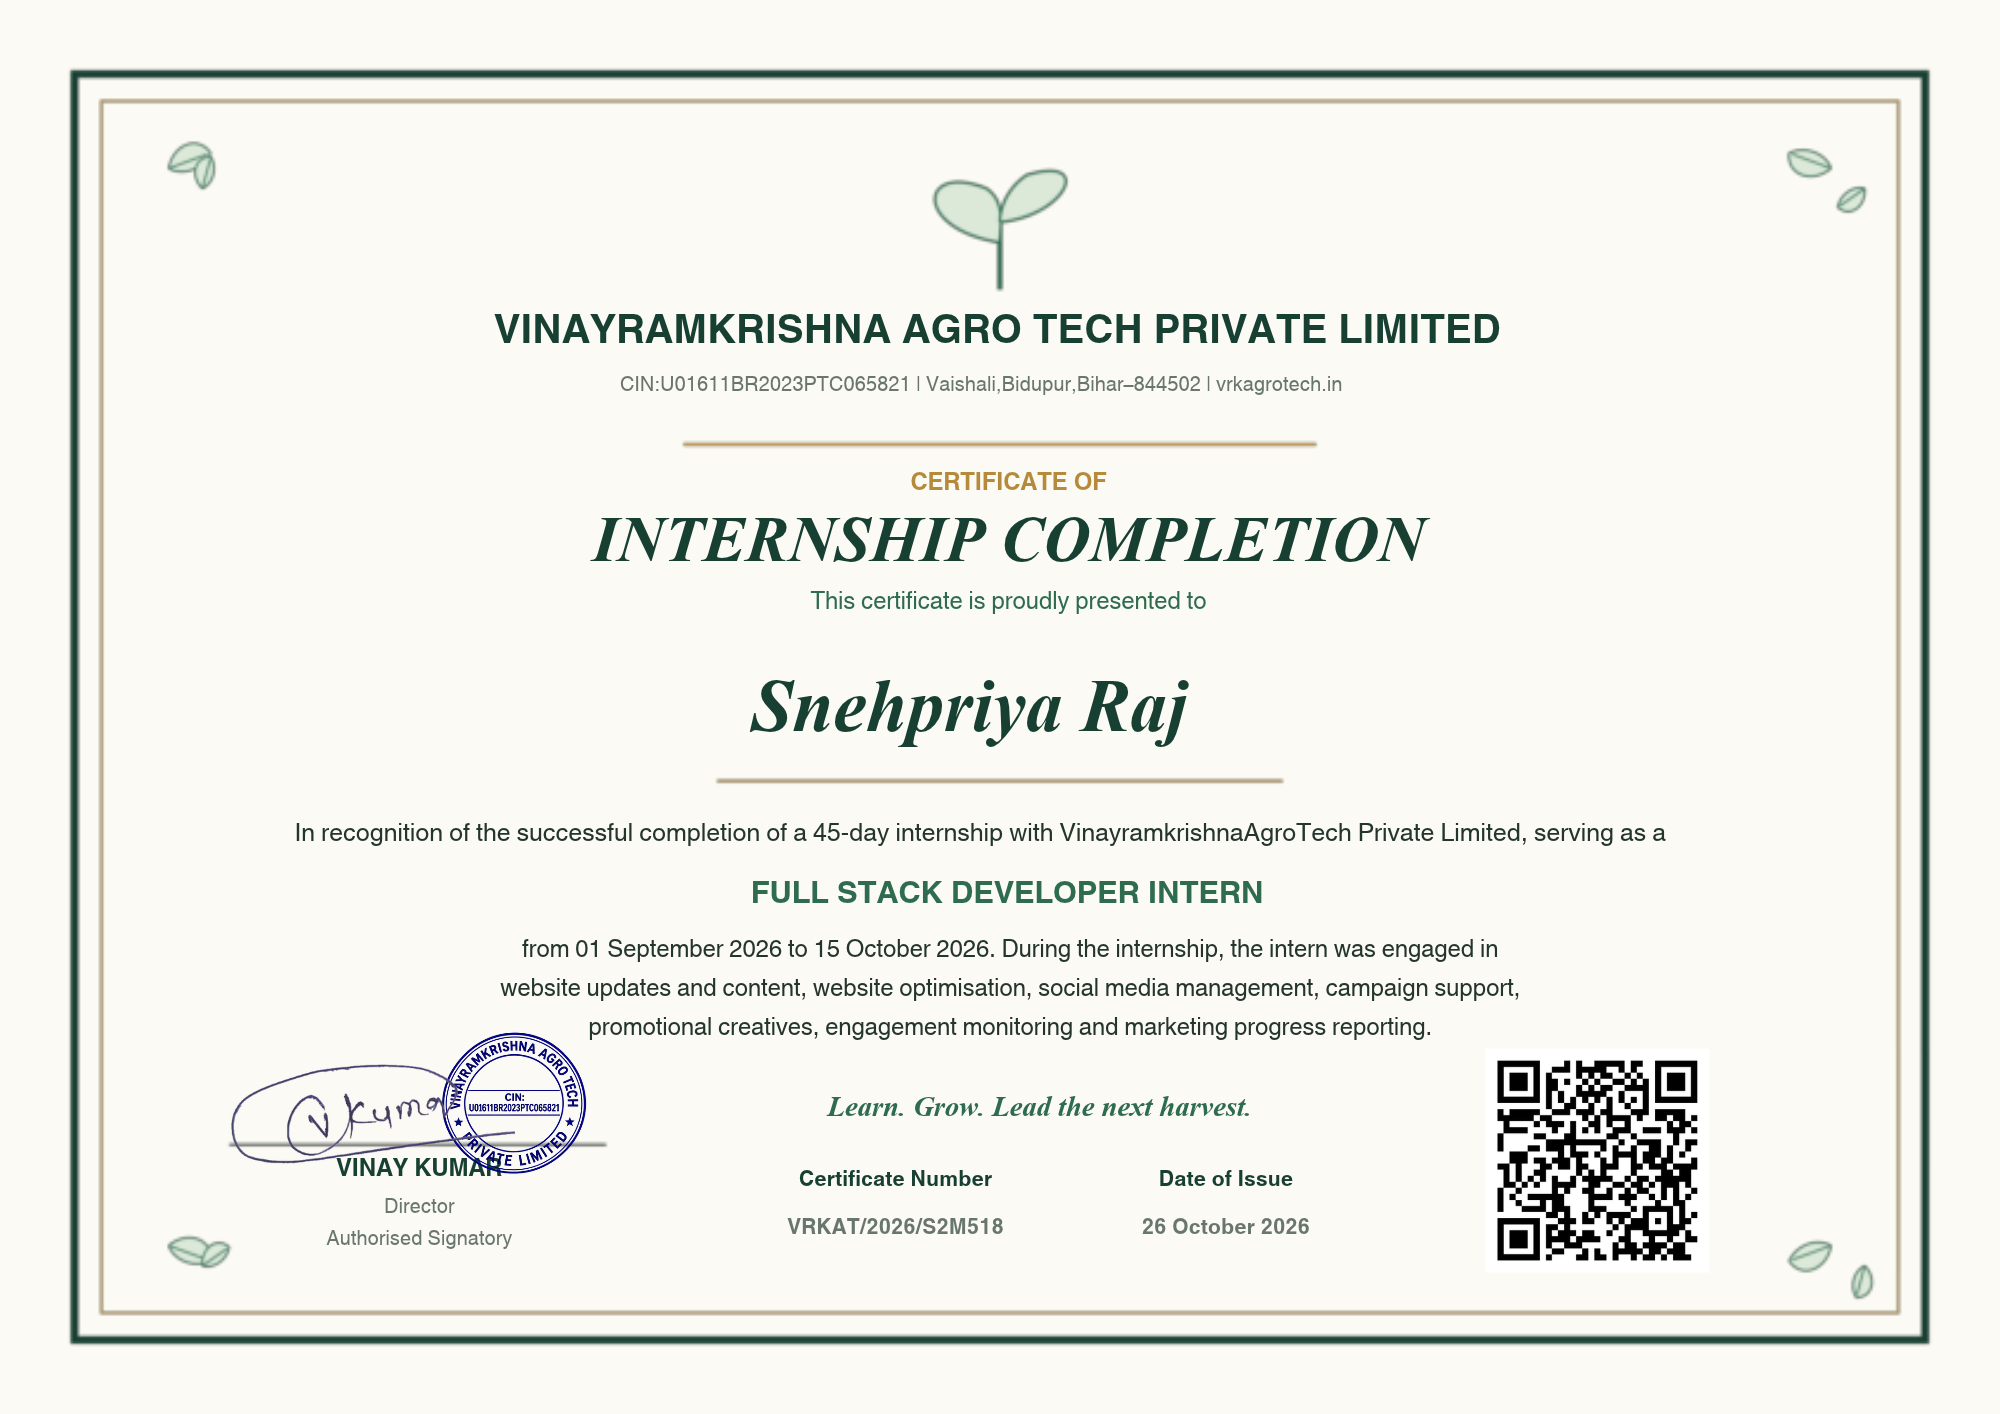 VINAYRAMKRISHNA AGRO TECH PRIVATE LIMITED
CIN:U01611BR2023PTC065821 | Vaishali,Bidupur,Bihar–844502 | vrkagrotech.in
CERTIFICATE OF
INTERNSHIP COMPLETION
This certificate is proudly presented to
Snehpriya Raj
In recognition of the successful completion of a 45-day internship with VinayramkrishnaAgroTech Private Limited, serving as a
FULL STACK DEVELOPER INTERN
from 01 September 2026 to 15 October 2026. During the internship, the intern was engaged in
website updates and content, website optimisation, social media management, campaign support,
promotional creatives, engagement monitoring and marketing progress reporting.
V Kumar
VINAYRAMKRISHNA AGRO TECH
CIN:
U01611BR2023PTC065821
★ PRIVATE LIMITED ★
VINAY KUMAR
Director
Authorised Signatory
Learn. Grow. Lead the next harvest.
Certificate Number
VRKAT/2026/S2M518
Date of Issue
26 October 2026